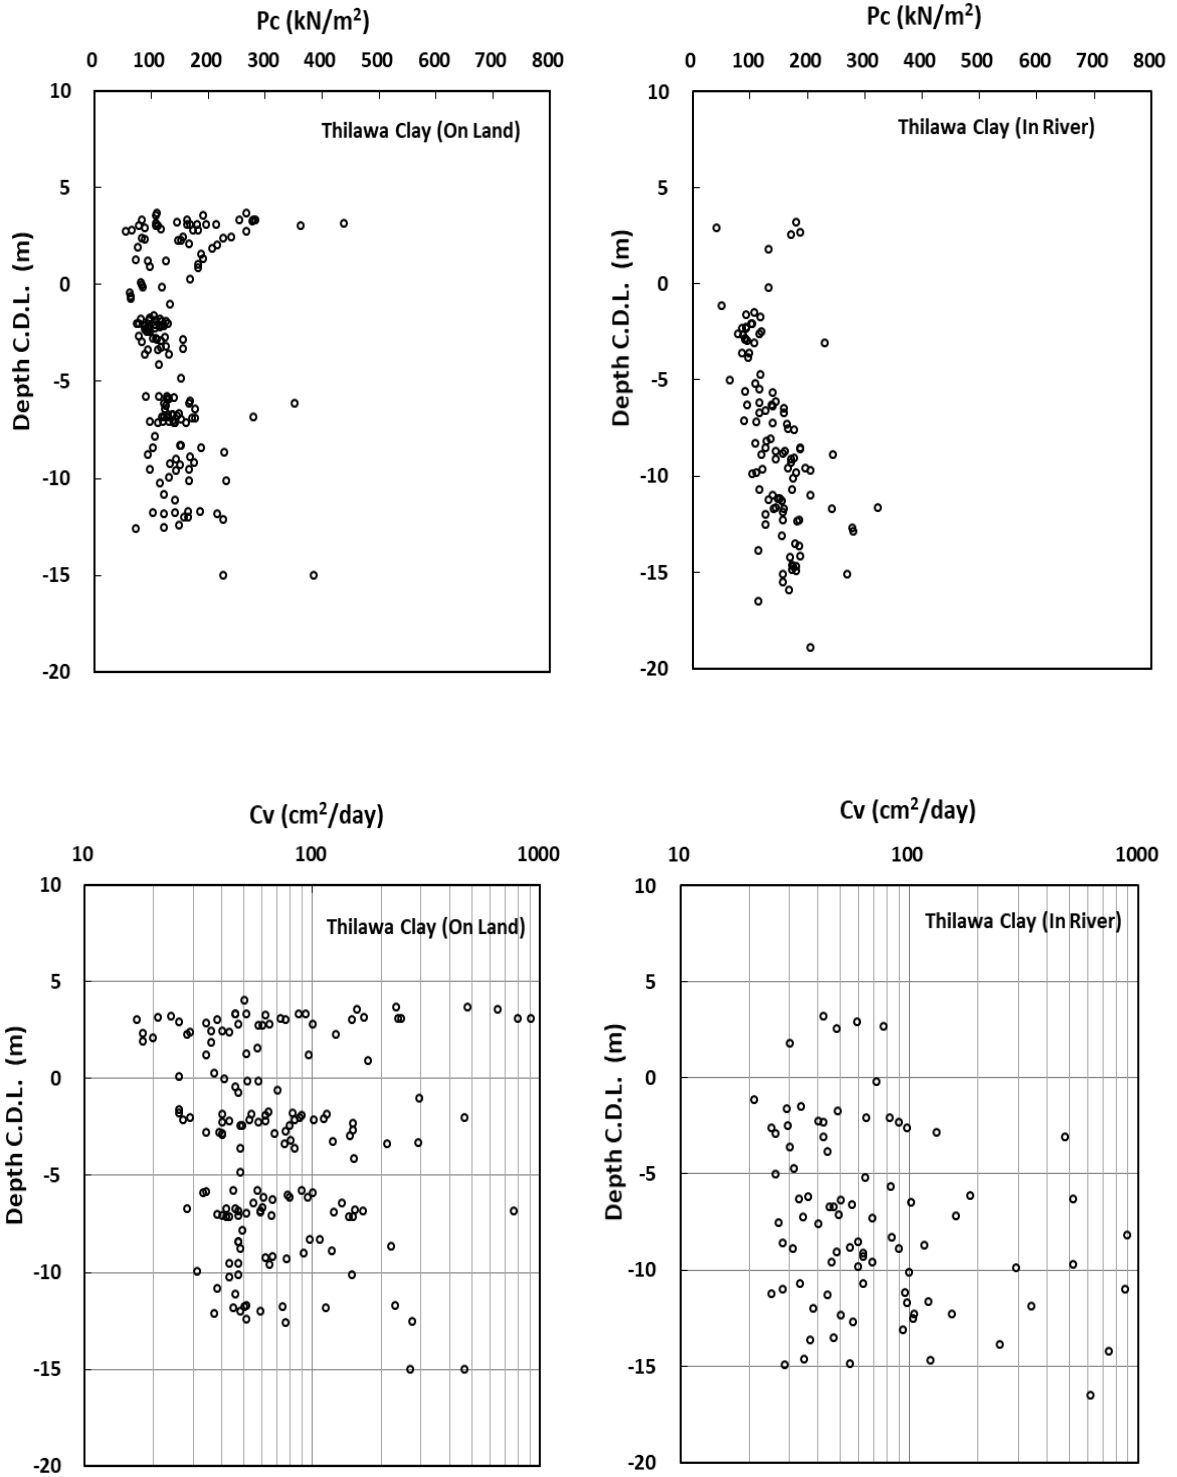 Pc (kN/m²)
0 100 200 300 400 500 600 700 800
10
5
0
-5
-10
-15
-20
Depth C.D.L. (m)
Thilawa Clay (On Land)
Pc (kN/m²)
0 100 200 300 400 500 600 700 800
10
5
0
-5
-10
-15
-20
Depth C.D.L. (m)
Thilawa Clay (In River)
Cv (cm²/day)
10 100 1000
10
5
0
-5
-10
-15
-20
Depth C.D.L. (m)
Thilawa Clay (On Land)
Cv (cm²/day)
10 100 1000
10
5
0
-5
-10
-15
-20
Depth C.D.L. (m)
Thilawa Clay (In River)